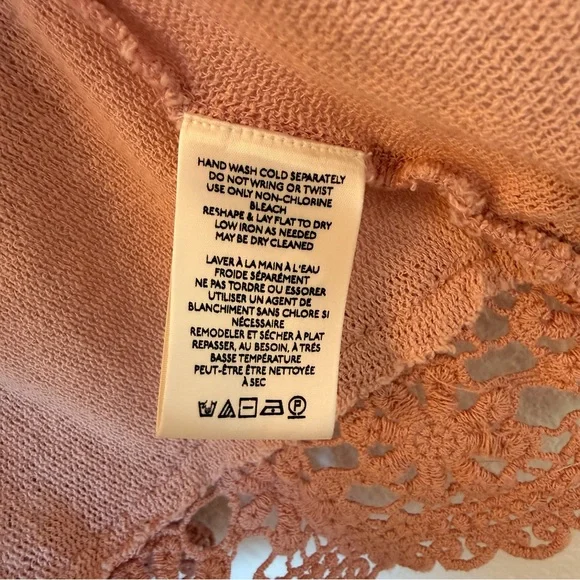 HAND WASH COLD SEPARATELY
DO NOT WRING OR TWIST
USE ONLY NON-CHLORINE
BLEACH
RESHAPE & LAY FLAT TO DRY
LOW IRON AS NEEDED
MAY BE DRY CLEANED
LAVER À LA MAIN À L'EAU
FROIDE SÉPARÉMENT
NE PAS TORDRE OU ESSORER
UTILISER UN AGENT DE
BLANCHIMENT SANS CHLORE SI
NÉCESSAIRE
REMODELER ET SÈCHER À PLAT
REPASSER, AU BESOIN, À TRÉS
BASSE TEMPÉRATURE
PEUT-ÊTRE ÊTRE NETTOYÉE
À SEC
P